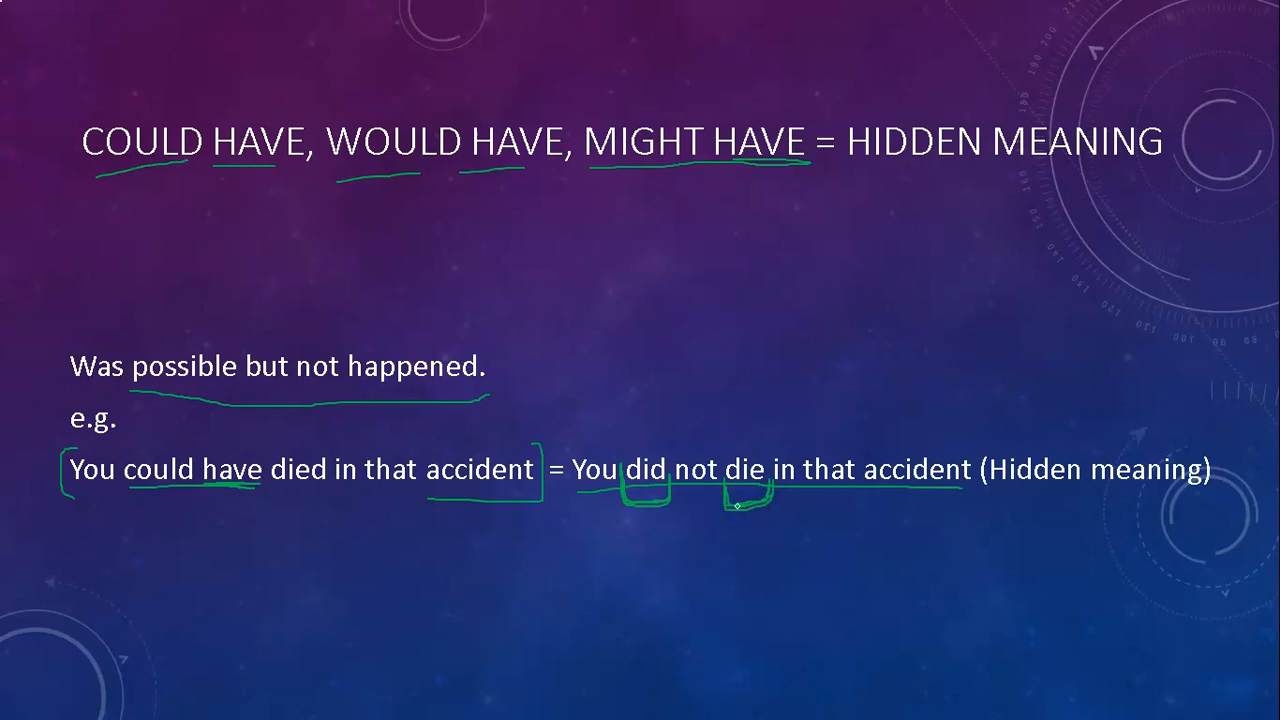 COULD HAVE, WOULD HAVE, MIGHT HAVE = HIDDEN MEANING
Was possible but not happened.
e.g.
You could have died in that accident = You did not die in that accident (Hidden meaning)